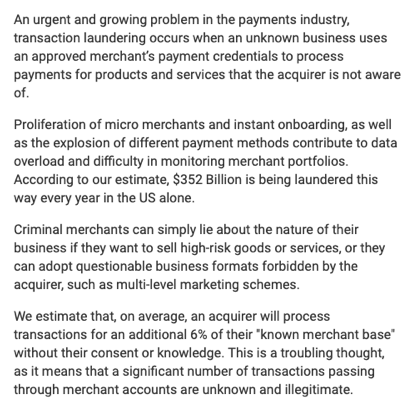 An urgent and growing problem in the payments industry,
transaction laundering occurs when an unknown business uses
an approved merchant’s payment credentials to process
payments for products and services that the acquirer is not aware
of.
Proliferation of micro merchants and instant onboarding, as well
as the explosion of different payment methods contribute to data
overload and difficulty in monitoring merchant portfolios.
According to our estimate, $352 Billion is being laundered this
way every year in the US alone.
Criminal merchants can simply lie about the nature of their
business if they want to sell high-risk goods or services, or they
can adopt questionable business formats forbidden by the
acquirer, such as multi-level marketing schemes.
We estimate that, on average, an acquirer will process
transactions for an additional 6% of their "known merchant base"
without their consent or knowledge. This is a troubling thought,
as it means that a significant number of transactions passing
through merchant accounts are unknown and illegitimate.